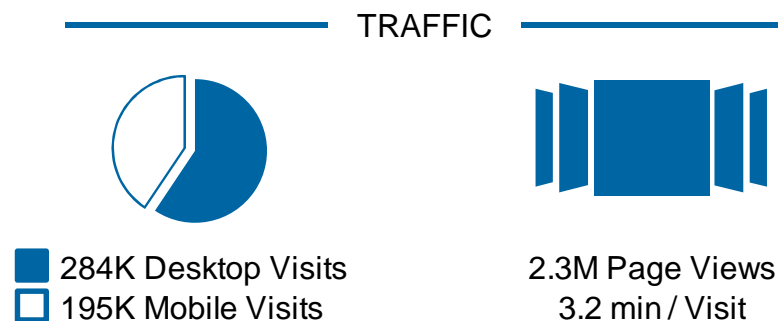 TRAFFIC
284K Desktop Visits
195K Mobile Visits
2.3M Page Views
3.2 min / Visit